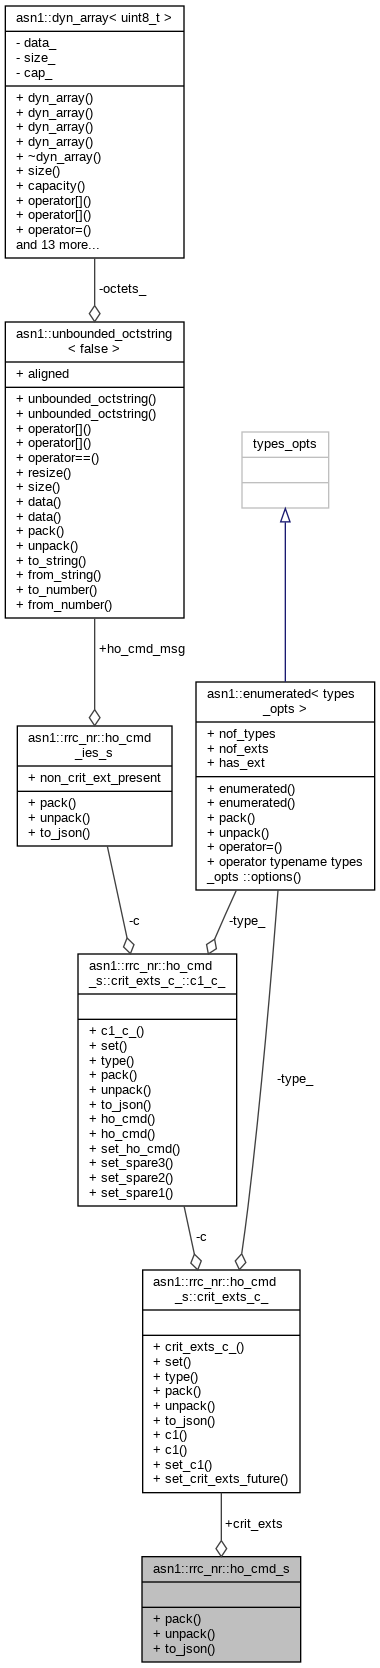 asn1::dyn_array< uint8_t >
- data_
- size_
- cap_
+ dyn_array()
+ dyn_array()
+ dyn_array()
+ dyn_array()
+ ~dyn_array()
+ size()
+ capacity()
+ operator[]()
+ operator[]()
+ operator=()
and 13 more...
-octets_
asn1::unbounded_octstring
< false >
+ aligned
+ unbounded_octstring()
+ unbounded_octstring()
+ operator[]()
+ operator[]()
+ operator==()
+ resize()
+ size()
+ data()
+ data()
+ pack()
+ unpack()
+ to_string()
+ from_string()
+ to_number()
+ from_number()
types_opts
+ho_cmd_msg
asn1::enumerated< types
_opts >
+ nof_types
+ nof_exts
+ has_ext
+ enumerated()
+ enumerated()
+ pack()
+ unpack()
+ operator=()
+ operator typename types
_opts ::options()
asn1::rrc_nr::ho_cmd
_ies_s
+ non_crit_ext_present
+ pack()
+ unpack()
+ to_json()
-c
-type_
asn1::rrc_nr::ho_cmd
_s::crit_exts_c_::c1_c_
+ c1_c_()
+ set()
+ type()
+ pack()
+ unpack()
+ to_json()
+ ho_cmd()
+ ho_cmd()
+ set_ho_cmd()
+ set_spare3()
+ set_spare2()
+ set_spare1()
-type_
-c
asn1::rrc_nr::ho_cmd
_s::crit_exts_c_
+ crit_exts_c_()
+ set()
+ type()
+ pack()
+ unpack()
+ to_json()
+ c1()
+ c1()
+ set_c1()
+ set_crit_exts_future()
+crit_exts
asn1::rrc_nr::ho_cmd_s
+ pack()
+ unpack()
+ to_json()